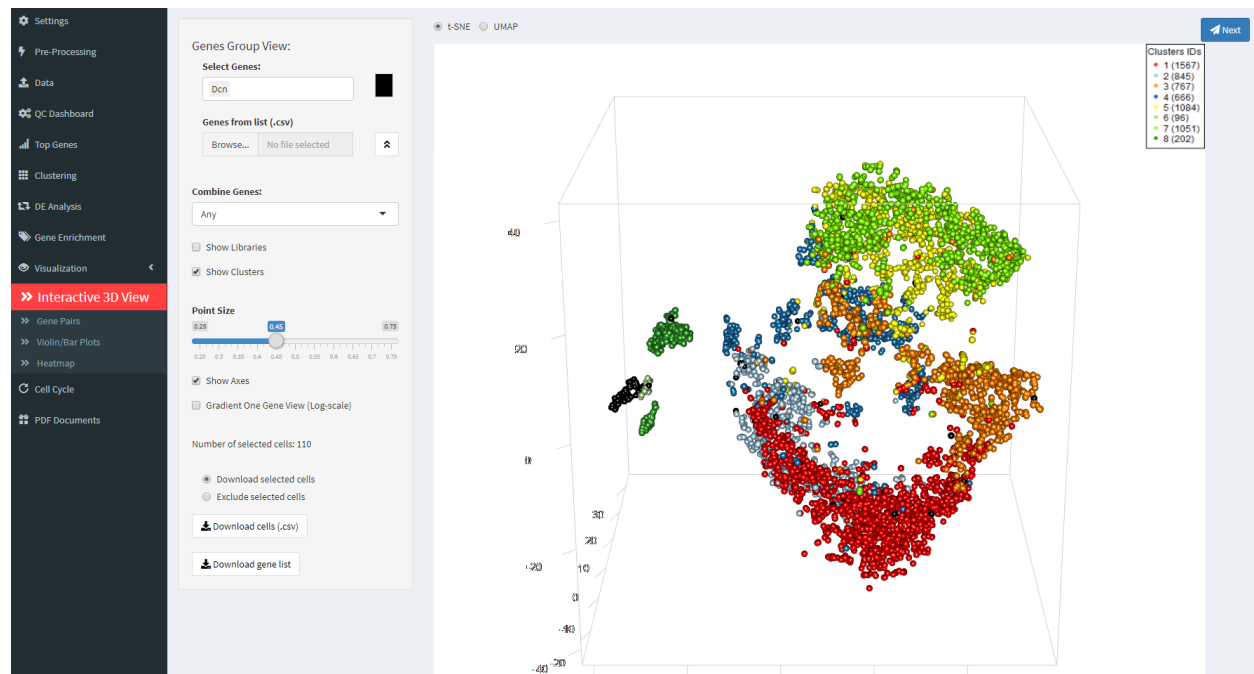 Settings
Pre-Processing
Data
QC Dashboard
Top Genes
Clustering
DE Analysis
Gene Enrichment
Visualization
Interactive 3D View
Gene Pairs
Violin/Bar Plots
Heatmap
Cell Cycle
PDF Documents
Genes Group View:
Select Genes:
Dcn
Genes from list (.csv)
Browse... No file selected
Combine Genes:
Any
Show Libraries
Show Clusters
Point Size
0.25 0.45 0.75
0.25 0.3 0.35 0.4 0.45 0.5 0.55 0.6 0.65 0.7 0.75
Show Axes
Gradient One Gene View (Log-scale)
Number of selected cells: 110
Download selected cells
Exclude selected cells
Download cells (.csv)
Download gene list
t-SNE UMAP
Next
Clusters IDs
1 (1567)
2 (845)
3 (767)
4 (666)
5 (1084)
6 (96)
7 (1051)
8 (202)
40
20
0
-20
30
20
10
0
-10
-20
-40